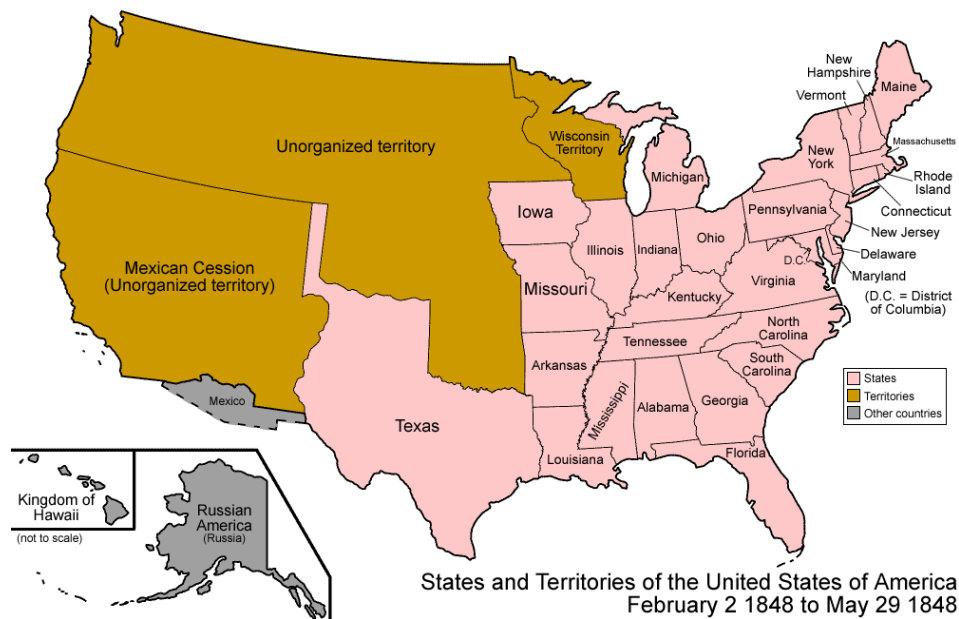 New
Hampshire
Vermont
Maine
Unorganized territory
Wisconsin
Territory
Massachusetts
New
York
Michigan
Rhode
Island
Connecticut
Iowa
Pennsylvania
New Jersey
Illinois
Indiana
Ohio
Delaware
D.C.
Maryland
Mexican Cession
(Unorganized territory)
Missouri
Virginia
Kentucky
(D.C. = District
of Columbia)
North
Carolina
Tennessee
Arkansas
South
Carolina
States
Territories
Other countries
Mexico
Mississippi
Alabama
Georgia
Texas
Louisiana
Florida
Kingdom of
Hawaii
(not to scale)
Russian
America
(Russia)
States and Territories of the United States of America
February 2 1848 to May 29 1848